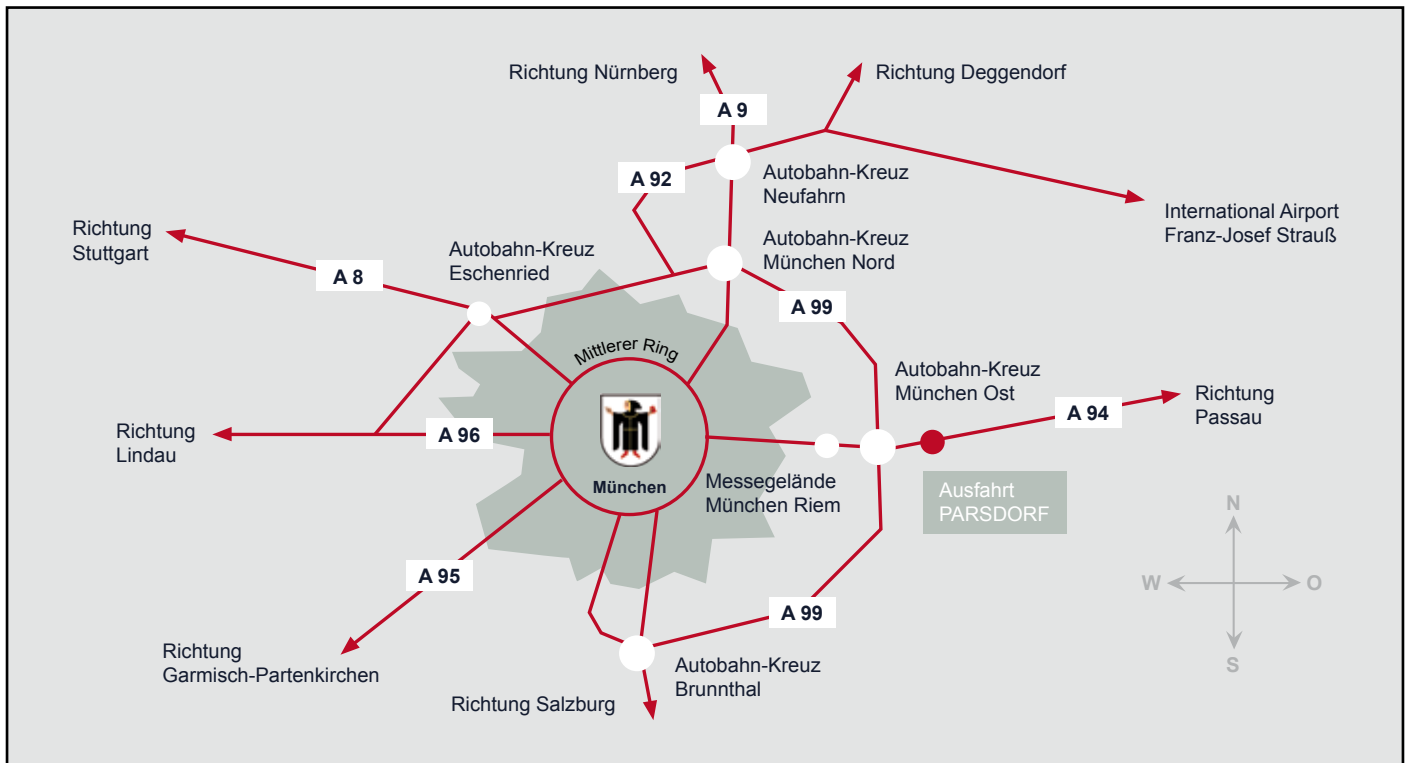 Richtung Nürnberg
Richtung Deggendorf
A 9
Autobahn-Kreuz
Neufahrn
A 92
International Airport
Franz-Josef Strauß
Richtung
Stuttgart
Autobahn-Kreuz
Eschenried
Autobahn-Kreuz
München Nord
A 8
A 99
Mittlerer Ring
Autobahn-Kreuz
München Ost
A 94
Richtung
Passau
Richtung
Lindau
A 96
München
Messegelände
München Riem
Ausfahrt
PARSDORF
N
W
O
S
A 95
A 99
Richtung
Garmisch-Partenkirchen
Autobahn-Kreuz
Brunnthal
Richtung Salzburg